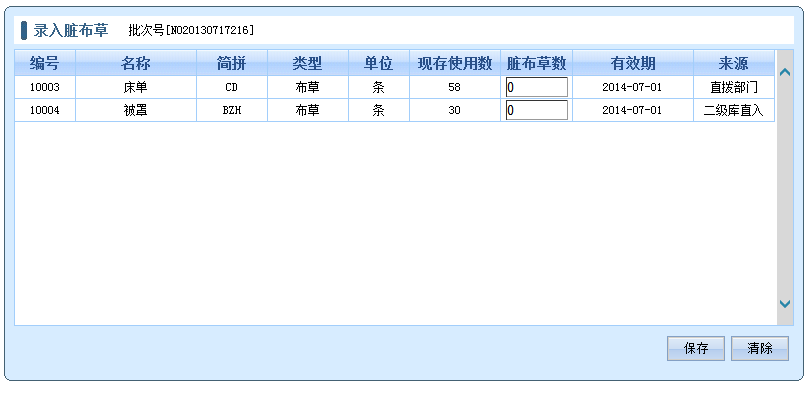 录入脏布草 批次号[NO20130717216]
编号 名称 简拼 类型 单位 现存使用数 脏布草数 有效期 来源
10003 床单 CD 布草 条 58 0 2014-07-01 直拨部门
10004 被罩 BZH 布草 条 30 0 2014-07-01 二级库直入
保存 清除